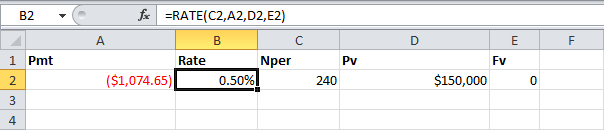 B2 fx =RATE(C2,A2,D2,E2)
A B C D E F
1 Pmt Rate Nper Pv Fv
2 ($1,074.65) 0.50% 240 $150,000 0
3
4